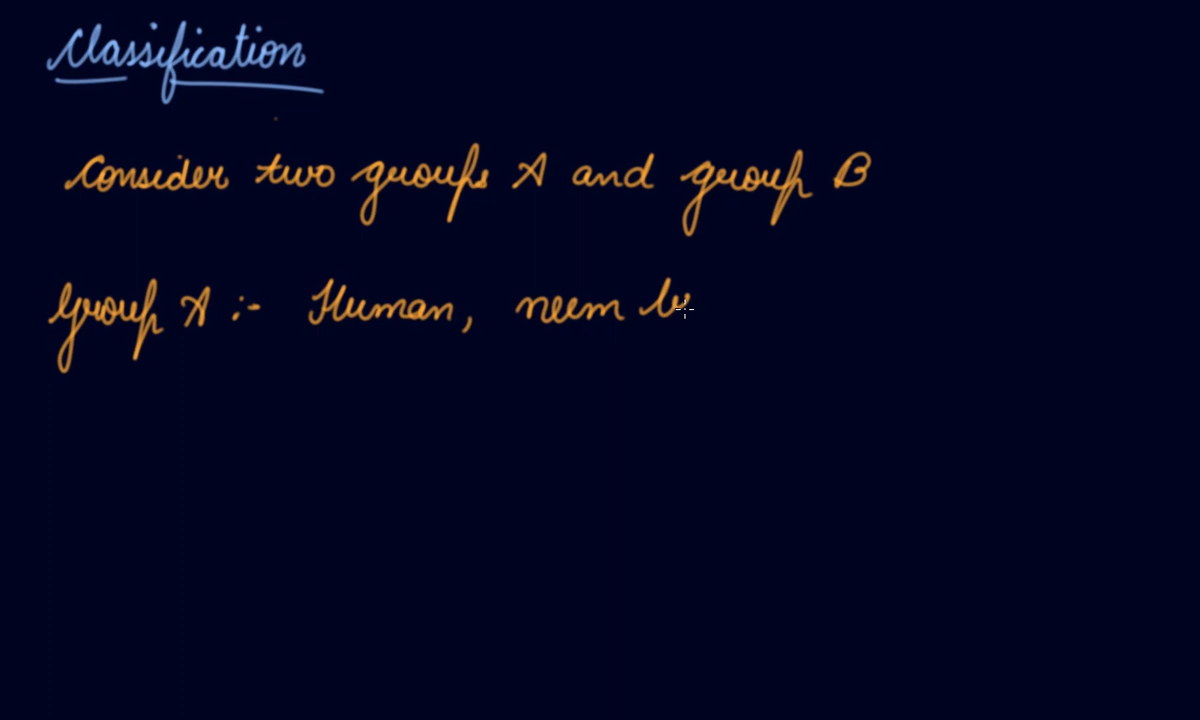 Classification
Consider two groups A and group B
Group A :- Human, neem